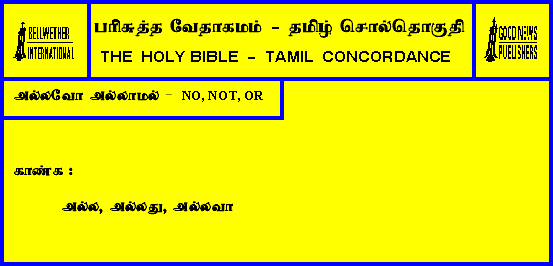 BELLWETHER
INTERNATIONAL
பரிசுத்த வேதாகமம் - தமிழ் சொல்தொகுதி
THE HOLY BIBLE - TAMIL CONCORDANCE
GOOD NEWS
PUBLISHERS
அல்லவோ அல்லாமல் - NO, NOT, OR
காண்க :
அல்ல, அல்லது, அல்லவா